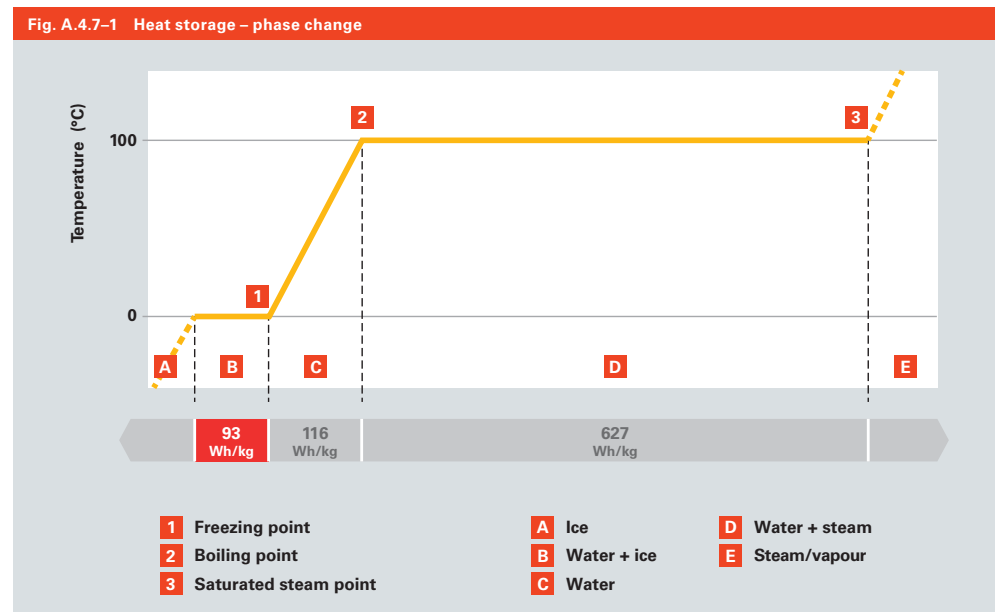 Fig. A.4.7–1 Heat storage – phase change
Temperature (°C)
2
3
100
1
0
A
B
C
D
E
93
Wh/kg
116
Wh/kg
627
Wh/kg
1 Freezing point
2 Boiling point
3 Saturated steam point
A Ice
B Water + ice
C Water
D Water + steam
E Steam/vapour